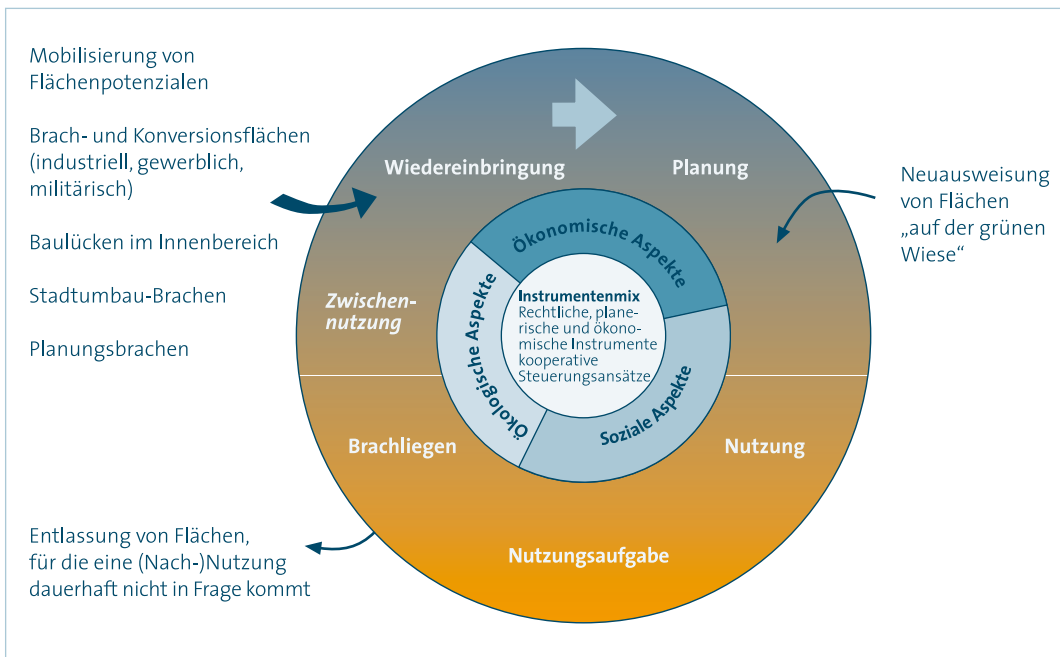 Mobilisierung von
Flächenpotenzialen
Brach- und Konversionsflächen
(industriell, gewerblich,
militärisch)
Baulücken im Innenbereich
Stadtumbau-Brachen
Planungsbrachen
Wiedereinbringung
Planung
Neuausweisung
von Flächen
„auf der grünen
Wiese“
Zwischen-
nutzung
Ökonomische Aspekte
Ökologische Aspekte
Soziale Aspekte
Instrumentenmix
Rechtliche, plane-
rische und ökono-
mische Instrumente
kooperative
Steuerungsansätze
Brachliegen
Nutzung
Nutzungsaufgabe
Entlassung von Flächen,
für die eine (Nach-)Nutzung
dauerhaft nicht in Frage kommt